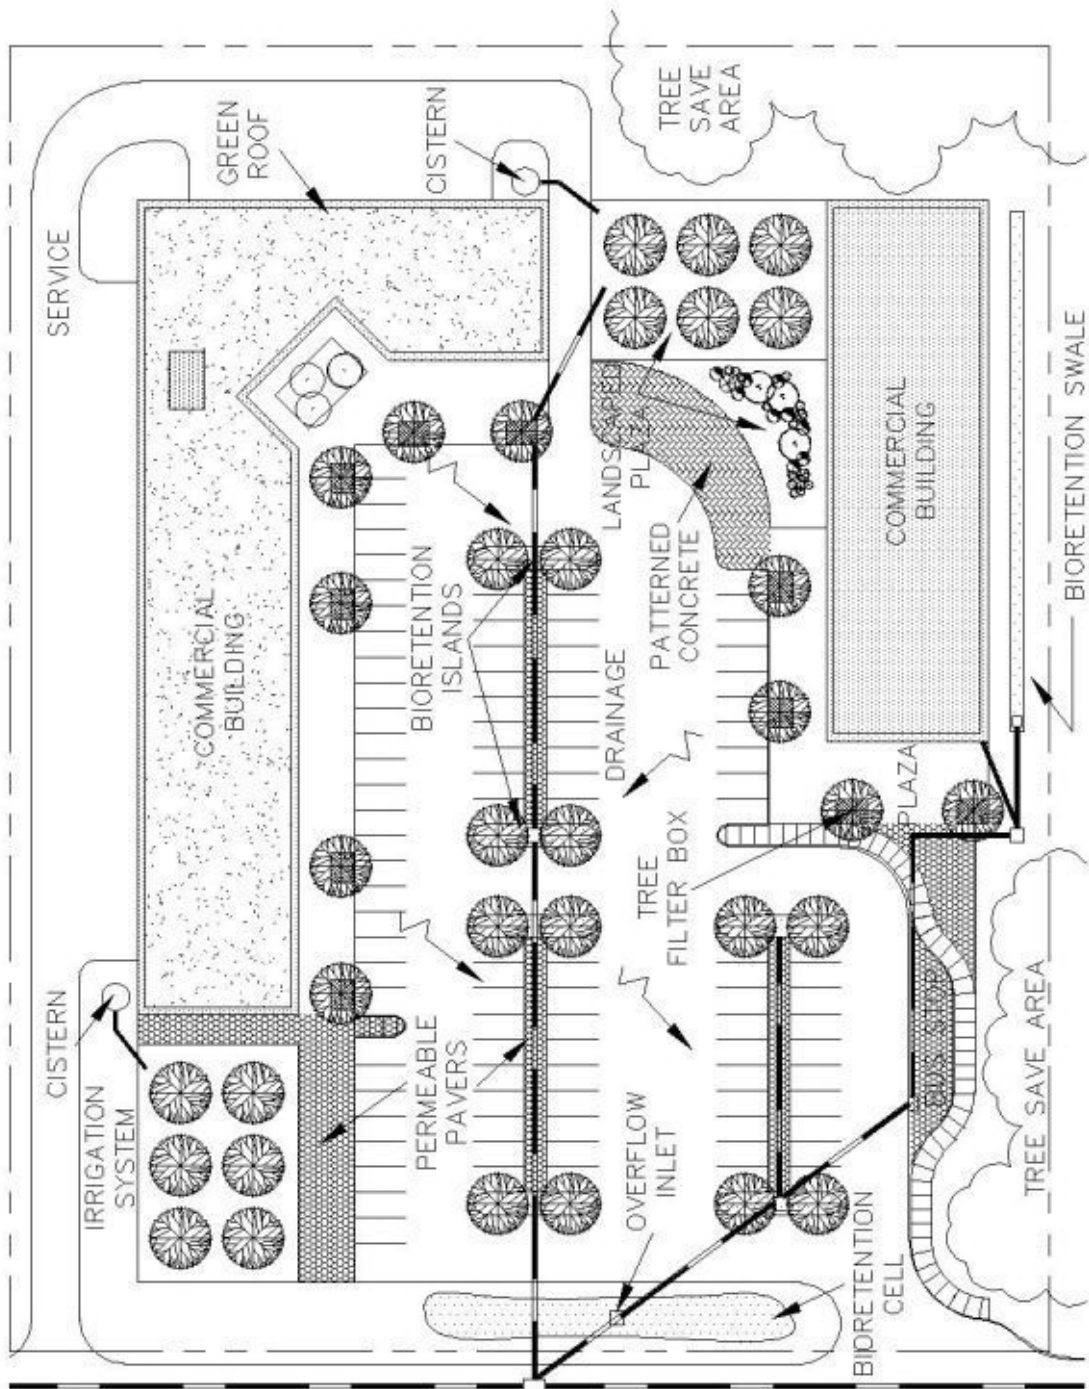 CISTERN
SERVICE
IRRIGATION
SYSTEM
COMMERCIAL
BUILDING
GREEN
ROOF
PERMEABLE
PAVERS
BIORETENTION
ISLANDS
CISTERN
OVERFLOW
INLET
TREE
FILTER BOX
DRAINAGE
LANDSCAPED
PLAZA
PATTERNED
CONCRETE
TREE
SAVE
AREA
BIORETENTION
CELL
PLAZA
COMMERCIAL
BUILDING
BUS STOP
TREE SAVE AREA
BIORETENTION SWALE